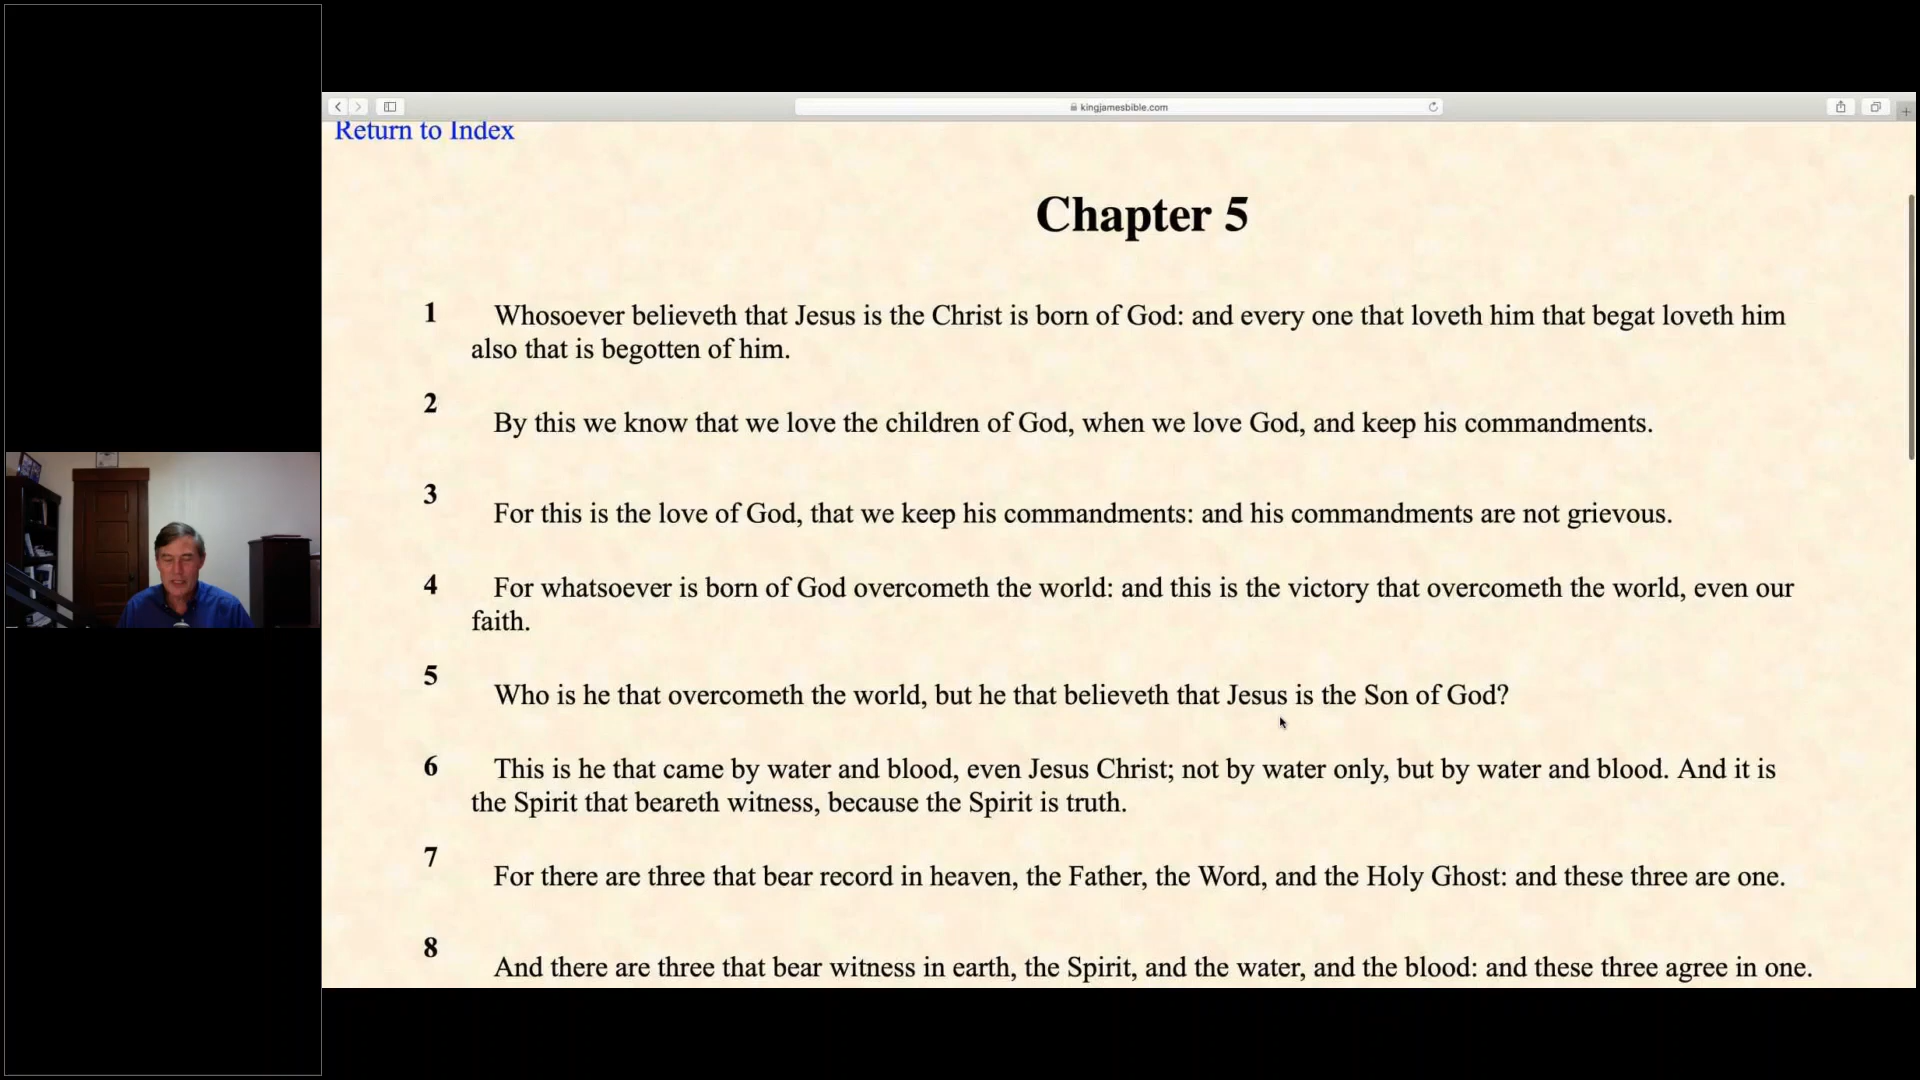 kingjamesbible.com
Return to Index
Chapter 5
1 Whosoever believeth that Jesus is the Christ is born of God: and every one that loveth him that begat loveth him
also that is begotten of him.
2 By this we know that we love the children of God, when we love God, and keep his commandments.
3 For this is the love of God, that we keep his commandments: and his commandments are not grievous.
4 For whatsoever is born of God overcometh the world: and this is the victory that overcometh the world, even our
faith.
5 Who is he that overcometh the world, but he that believeth that Jesus is the Son of God?
6 This is he that came by water and blood, even Jesus Christ; not by water only, but by water and blood. And it is
the Spirit that beareth witness, because the Spirit is truth.
7 For there are three that bear record in heaven, the Father, the Word, and the Holy Ghost: and these three are one.
8 And there are three that bear witness in earth, the Spirit, and the water, and the blood: and these three agree in one.